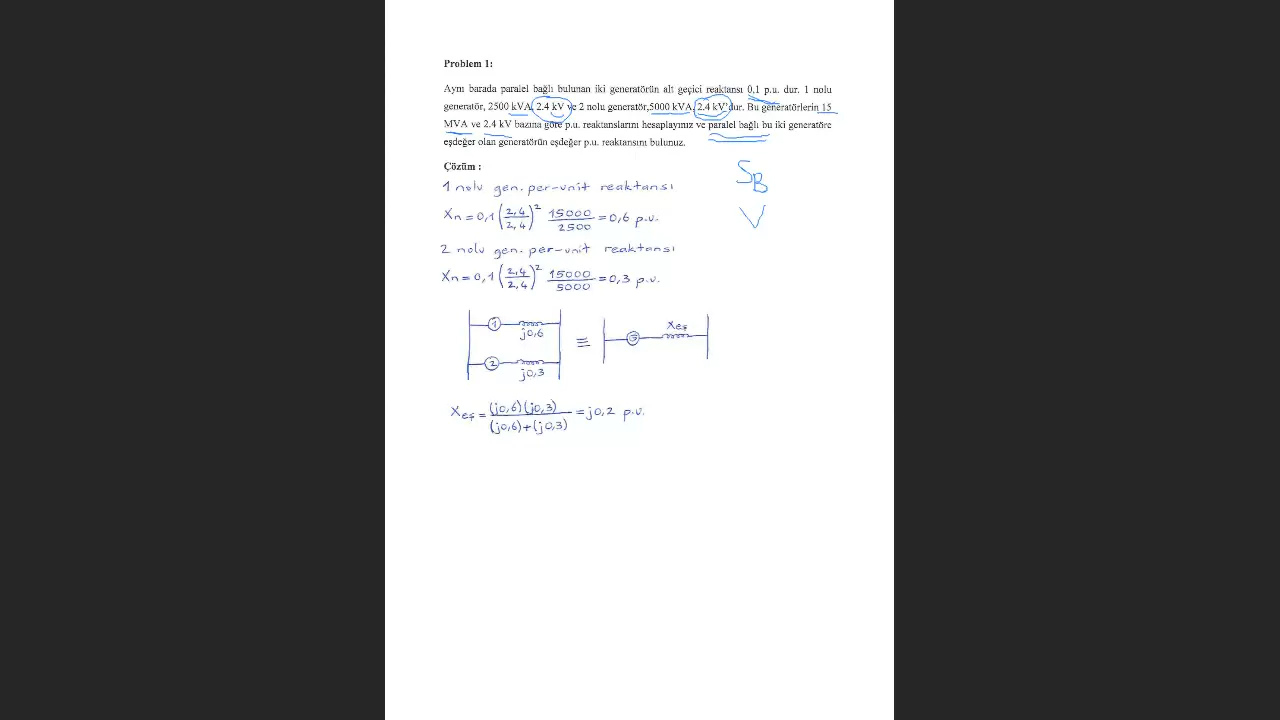 Problem 1:
Aynı barada paralel bağlı bulunan iki generatörün alt geçici reaktansı 0,1 p.u. dur. 1 nolu
generatör, 2500 kVA, 2.4 kV ve 2 nolu generatör,5000 kVA, 2.4 kV'dur. Bu generatörlerin 15
MVA ve 2.4 kV bazına göre p.u. reaktanslarını hesaplayınız ve paralel bağlı bu iki generatöre
eşdeğer olan generatörün eşdeğer p.u. reaktansını bulunuz.
Çözüm :
S_B
V
1 nolu gen. per-unit reaktansı
Xn = 0,1 (2,4/2,4)² 15000/2500 = 0,6 p.u.
2 nolu gen. per-unit reaktansı
Xn = 0,1 (2,4/2,4)² 15000/5000 = 0,3 p.u.
1 j0,6
2 j0,3
≡
G Xeş
Xeş = (j0,6)(j0,3)/(j0,6)+(j0,3) = j0,2 p.u.